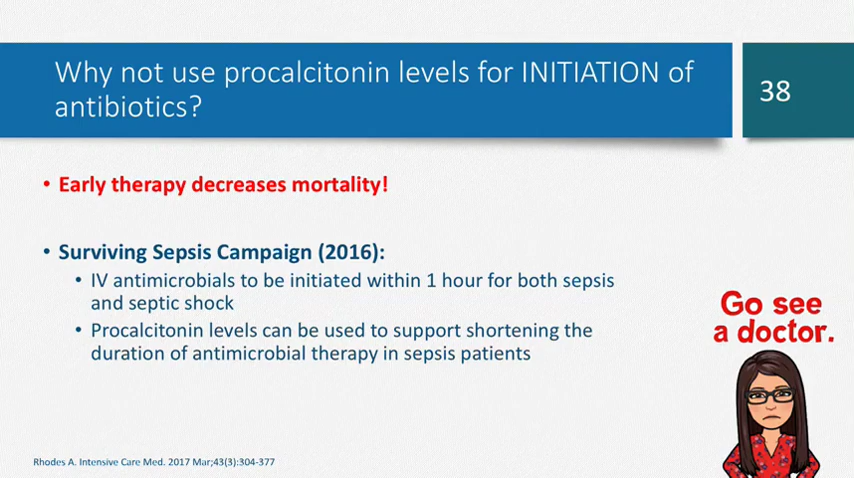 Why not use procalcitonin levels for INITIATION of
antibiotics?
38
• Early therapy decreases mortality!
• Surviving Sepsis Campaign (2016):
• IV antimicrobials to be initiated within 1 hour for both sepsis
and septic shock
• Procalcitonin levels can be used to support shortening the
duration of antimicrobial therapy in sepsis patients
Go see
a doctor.
Rhodes A. Intensive Care Med. 2017 Mar;43(3):304-377